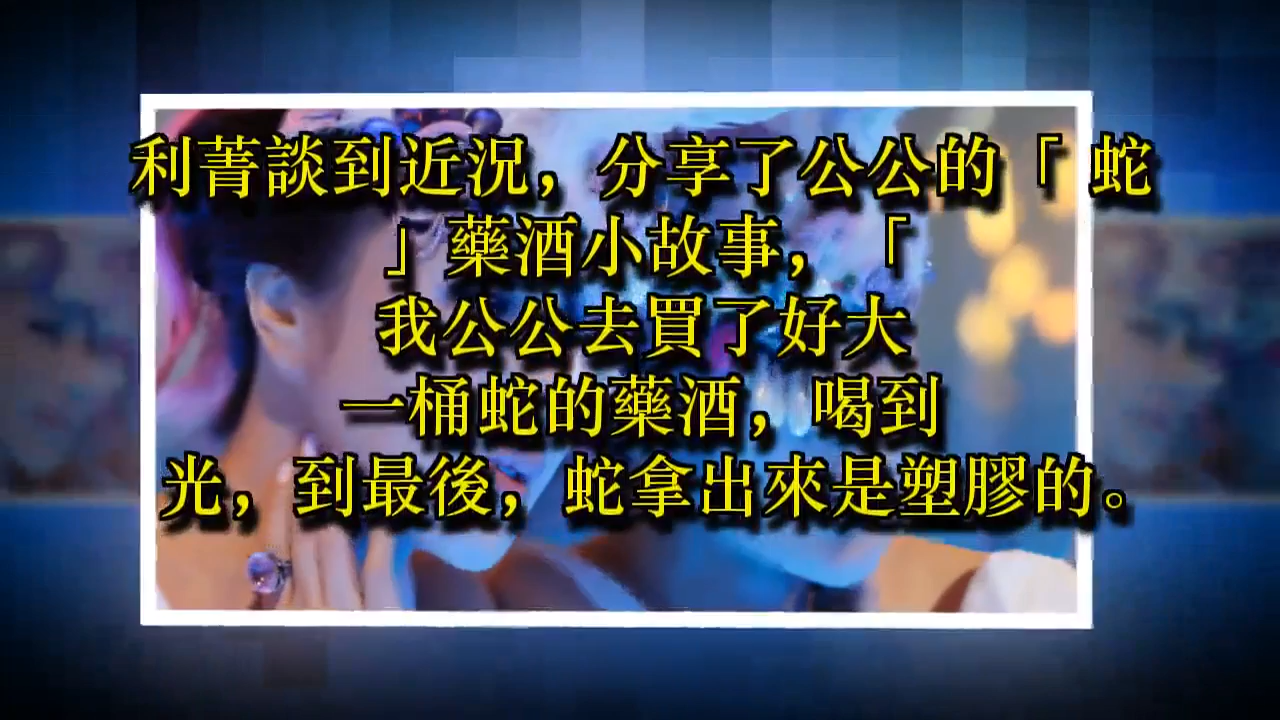 利菁談到近況，分享了公公的「 蛇
」藥酒小故事，「
我公公去買了好大
一桶蛇的藥酒，喝到
光，到最後，蛇拿出來是塑膠的。